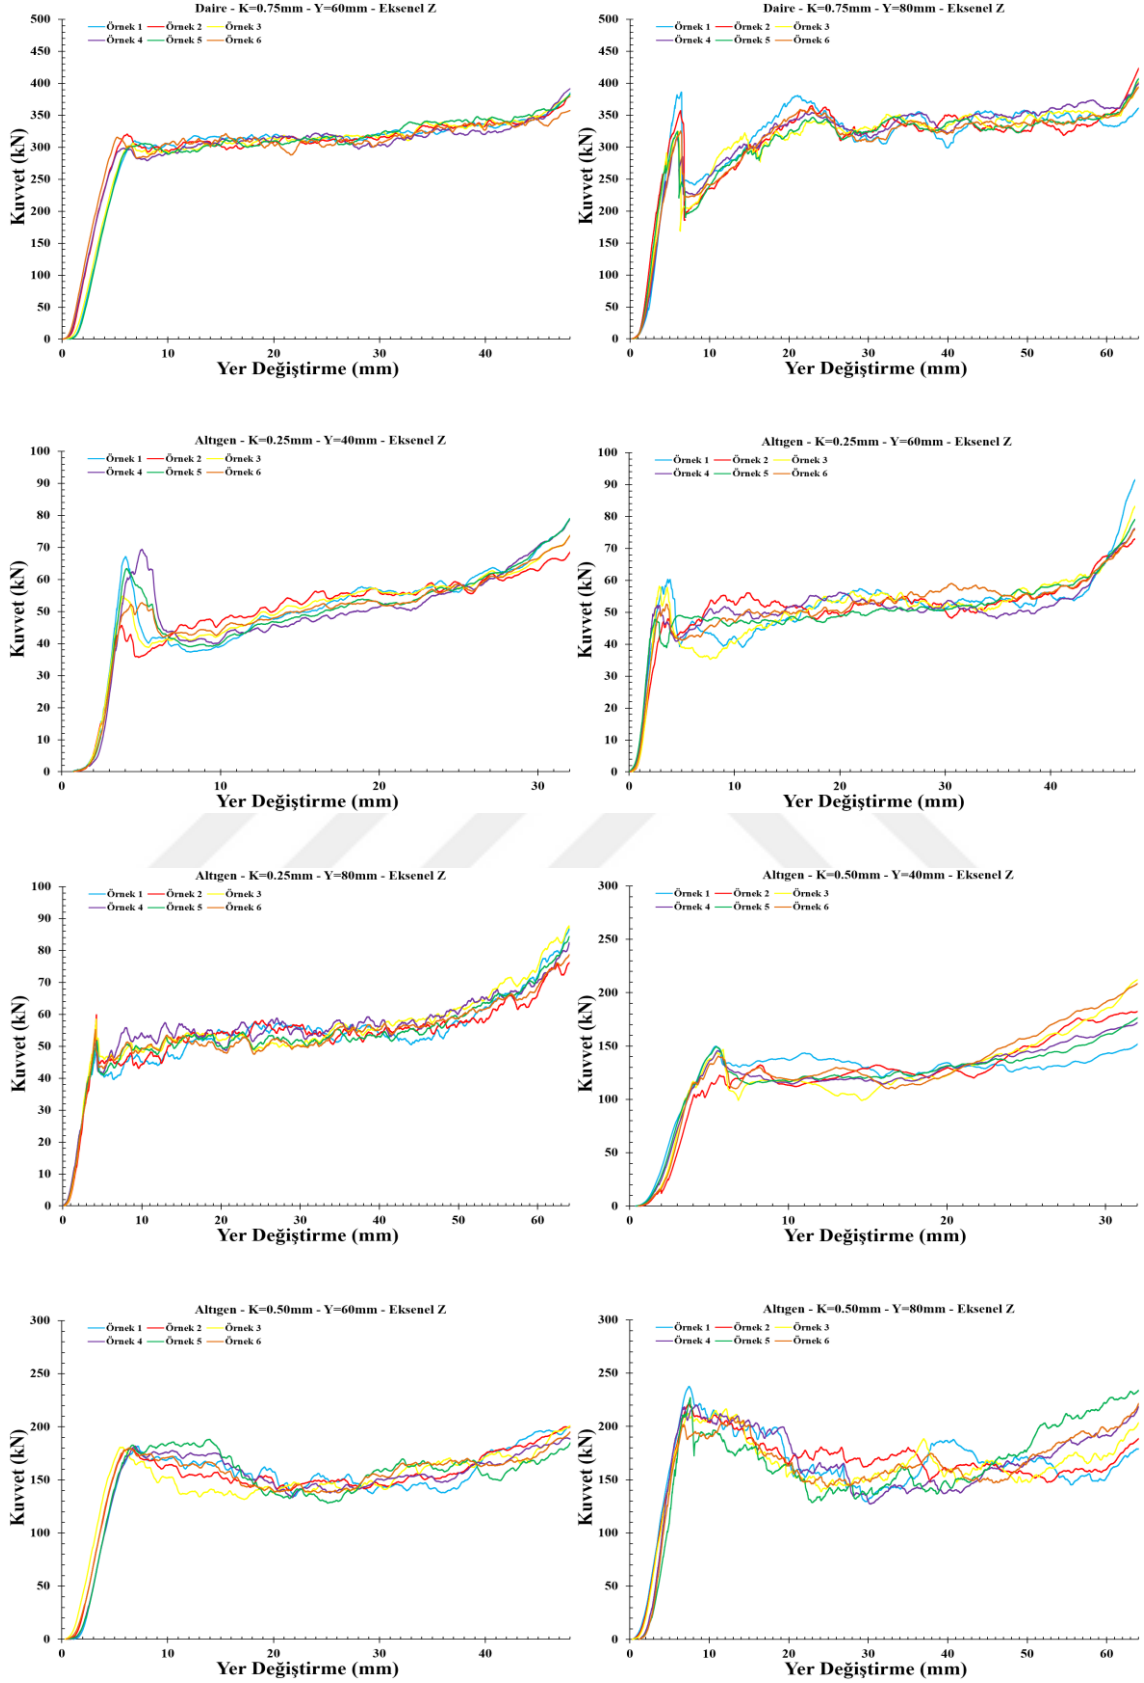 Daire - K=0.75mm - Y=60mm - Eksenel Z
Örnek 1 Örnek 2 Örnek 3
Örnek 4 Örnek 5 Örnek 6
Kuvvet (kN)
500
450
400
350
300
250
200
150
100
50
0
0 10 20 30 40
Yer Değiştirme (mm)
Daire - K=0.75mm - Y=80mm - Eksenel Z
Örnek 1 Örnek 2 Örnek 3
Örnek 4 Örnek 5 Örnek 6
Kuvvet (kN)
500
450
400
350
300
250
200
150
100
50
0
0 10 20 30 40 50 60
Yer Değiştirme (mm)
Altıgen - K=0.25mm - Y=40mm - Eksenel Z
Örnek 1 Örnek 2 Örnek 3
Örnek 4 Örnek 5 Örnek 6
Kuvvet (kN)
100
90
80
70
60
50
40
30
20
10
0
0 10 20 30
Yer Değiştirme (mm)
Altıgen - K=0.25mm - Y=60mm - Eksenel Z
Örnek 1 Örnek 2 Örnek 3
Örnek 4 Örnek 5 Örnek 6
Kuvvet (kN)
100
90
80
70
60
50
40
30
20
10
0
0 10 20 30 40
Yer Değiştirme (mm)
Altıgen - K=0.25mm - Y=80mm - Eksenel Z
Örnek 1 Örnek 2 Örnek 3
Örnek 4 Örnek 5 Örnek 6
Kuvvet (kN)
100
90
80
70
60
50
40
30
20
10
0
0 10 20 30 40 50 60
Yer Değiştirme (mm)
Altıgen - K=0.50mm - Y=40mm - Eksenel Z
Örnek 1 Örnek 2 Örnek 3
Örnek 4 Örnek 5 Örnek 6
Kuvvet (kN)
300
250
200
150
100
50
0
0 10 20 30
Yer Değiştirme (mm)
Altıgen - K=0.50mm - Y=60mm - Eksenel Z
Örnek 1 Örnek 2 Örnek 3
Örnek 4 Örnek 5 Örnek 6
Kuvvet (kN)
300
250
200
150
100
50
0
0 10 20 30 40
Yer Değiştirme (mm)
Altıgen - K=0.50mm - Y=80mm - Eksenel Z
Örnek 1 Örnek 2 Örnek 3
Örnek 4 Örnek 5 Örnek 6
Kuvvet (kN)
300
250
200
150
100
50
0
0 10 20 30 40 50 60
Yer Değiştirme (mm)